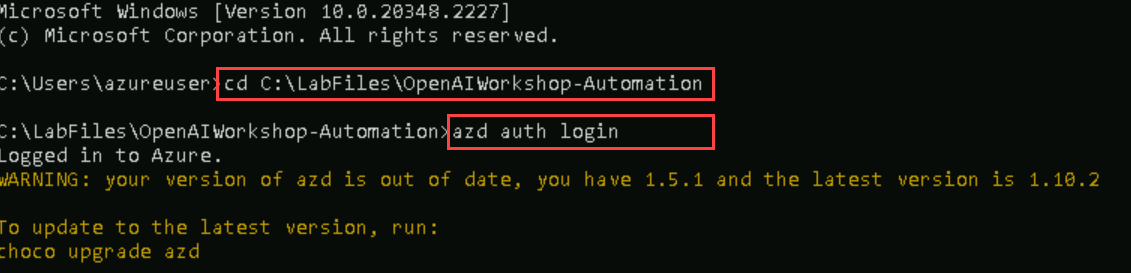 Microsoft Windows [Version 10.0.20348.2227]
(c) Microsoft Corporation. All rights reserved.
C:\Users\azureuser>cd C:\LabFiles\OpenAIWorkshop-Automation
C:\LabFiles\OpenAIWorkshop-Automation>azd auth login
Logged in to Azure.
WARNING: your version of azd is out of date, you have 1.5.1 and the latest version is 1.10.2
To update to the latest version, run:
choco upgrade azd